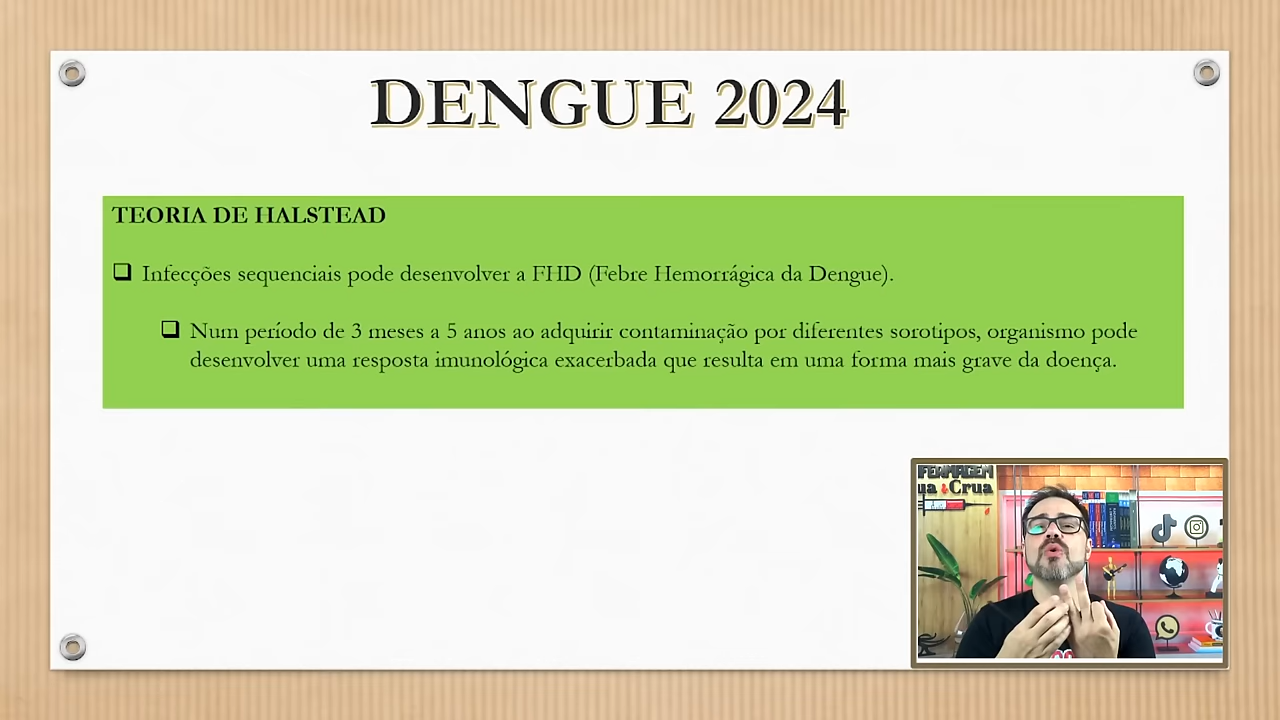 DENGUE 2024
TEORIA DE HALSTEAD
❑ Infecções sequenciais pode desenvolver a FHD (Febre Hemorrágica da Dengue).
❑ Num período de 3 meses a 5 anos ao adquirir contaminação por diferentes sorotipos, organismo pode
desenvolver uma resposta imunológica exacerbada que resulta em uma forma mais grave da doença.
FERMAGEM
ua Crua